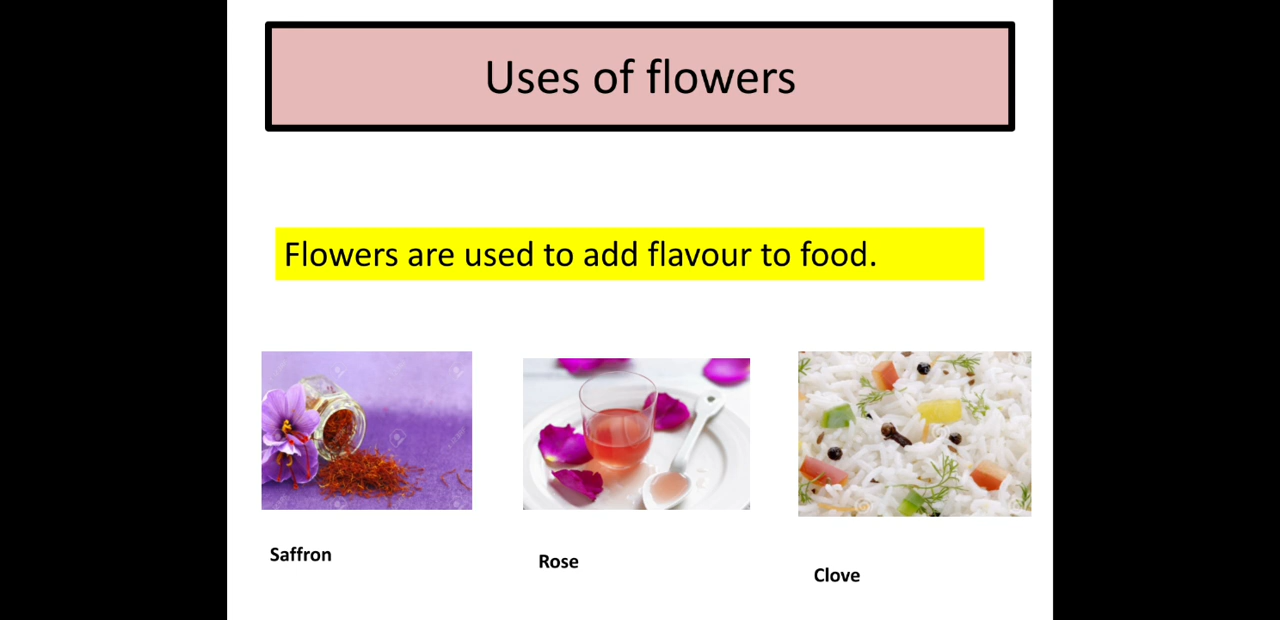 Uses of flowers
Flowers are used to add flavour to food.
Saffron
Rose
Clove